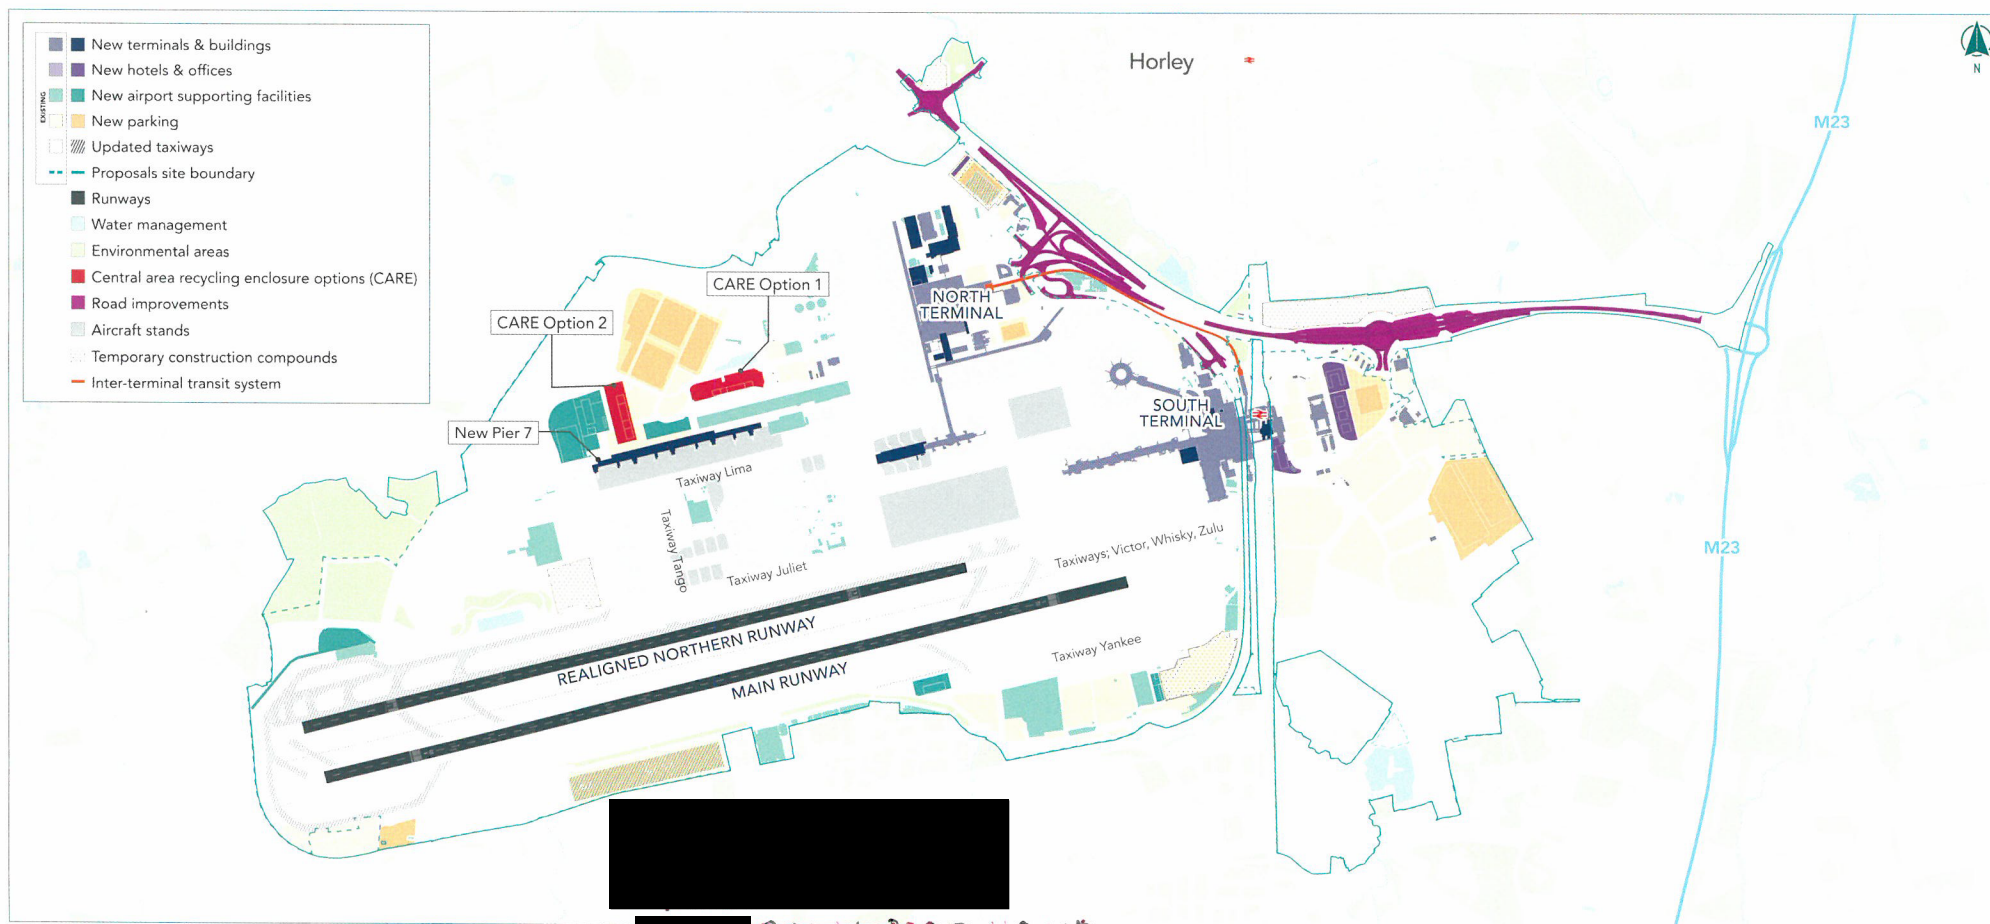 New terminals & buildings
New hotels & offices
EXISTING
New airport supporting facilities
New parking
Updated taxiways
Proposals site boundary
Runways
Water management
Environmental areas
Central area recycling enclosure options (CARE)
Road improvements
Aircraft stands
Temporary construction compounds
Inter-terminal transit system
Horley
N
M23
CARE Option 1
CARE Option 2
NORTH
TERMINAL
New Pier 7
SOUTH
TERMINAL
Taxiway Lima
Taxiway Tango
Taxiway Juliet
Taxiways; Victor, Whisky, Zulu
M23
REALIGNED NORTHERN RUNWAY
MAIN RUNWAY
Taxiway Yankee